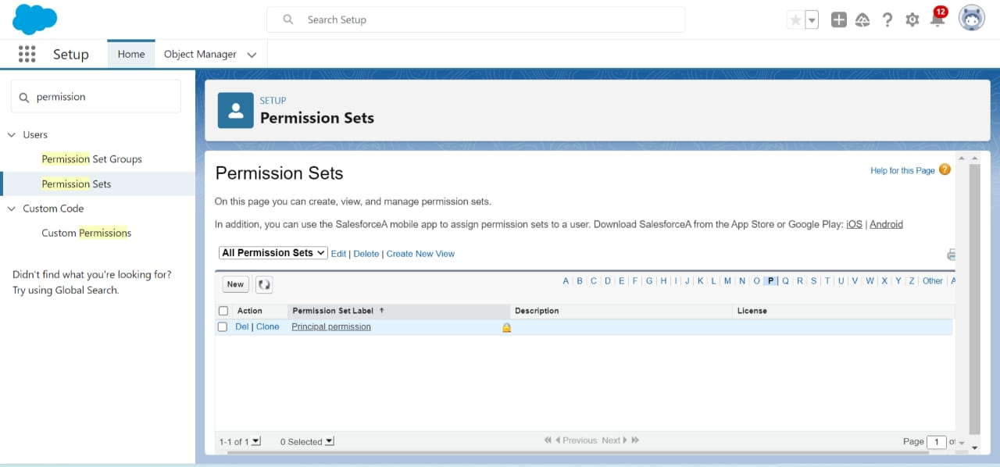 Search Setup
12
Setup
Home
Object Manager
permission
Users
Permission Set Groups
Permission Sets
Custom Code
Custom Permissions
Didn't find what you're looking for?
Try using Global Search.
SETUP
Permission Sets
Permission Sets
Help for this Page ?
On this page you can create, view, and manage permission sets.
In addition, you can use the SalesforceA mobile app to assign permission sets to a user. Download SalesforceA from the App Store or Google Play: iOS | Android
All Permission Sets Edit | Delete | Create New View
New
A | B | C | D | E | F | G | H | I | J | K | L | M | N | O | P | Q | R | S | T | U | V | W | X | Y | Z | Other | A
Action Permission Set Label ↑ Description License
Del | Clone Principal permission
1-1 of 1 0 Selected Previous Next Page 1 of